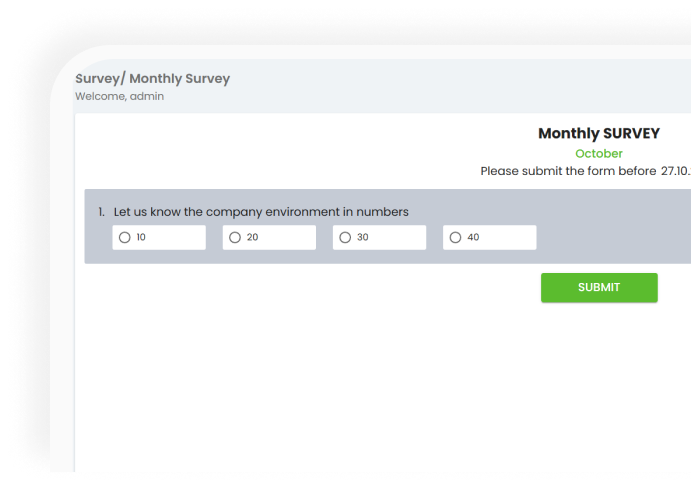 Survey/ Monthly Survey
Welcome, admin
Monthly SURVEY
October
Please submit the form before 27.10.
1. Let us know the company environment in numbers
10 20 30 40
SUBMIT